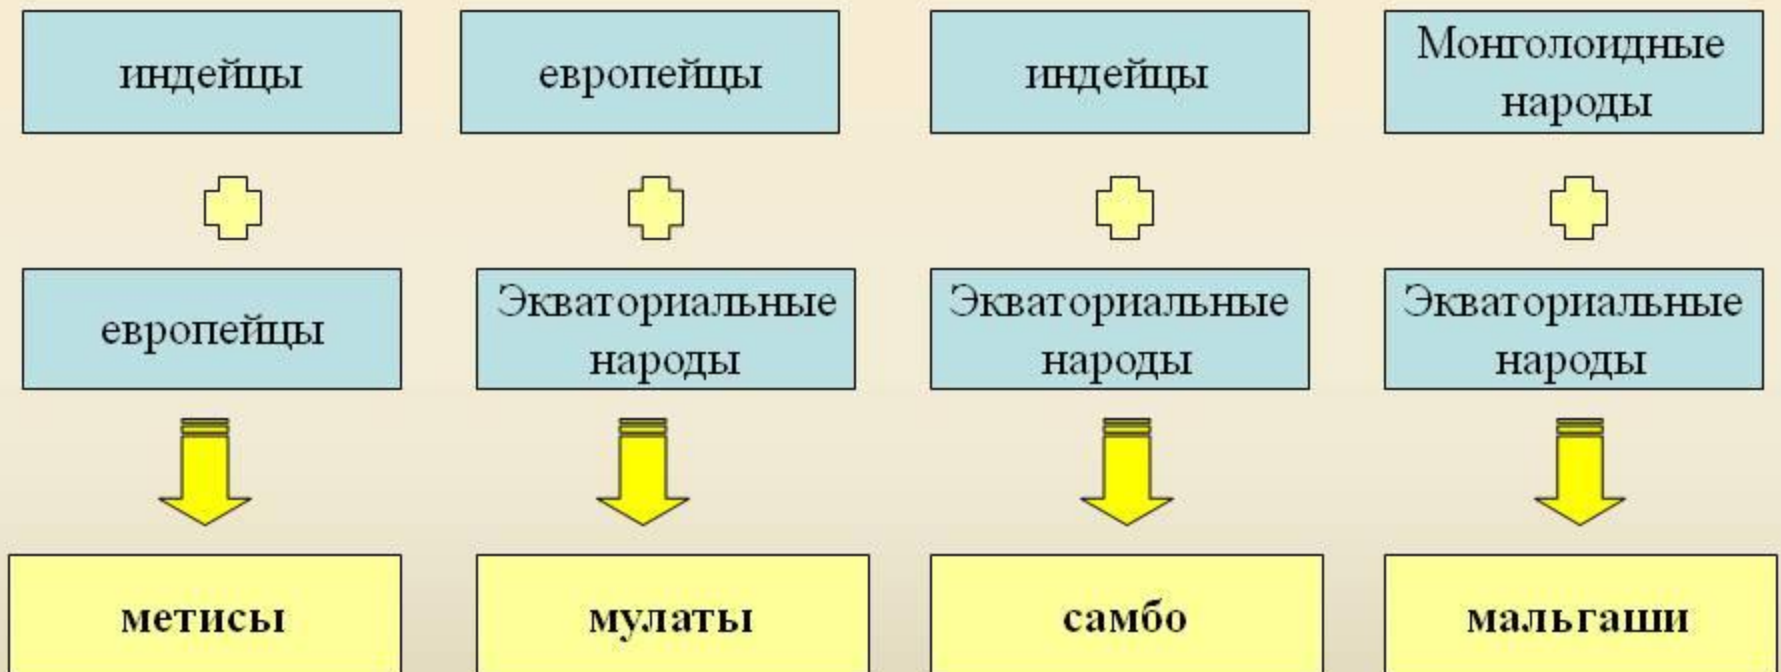 индейцы
европейцы
индейцы
Монголоидные
народы
европейцы
Экваториальные
народы
Экваториальные
народы
Экваториальные
народы
метисы
мулаты
самбо
мальгаши